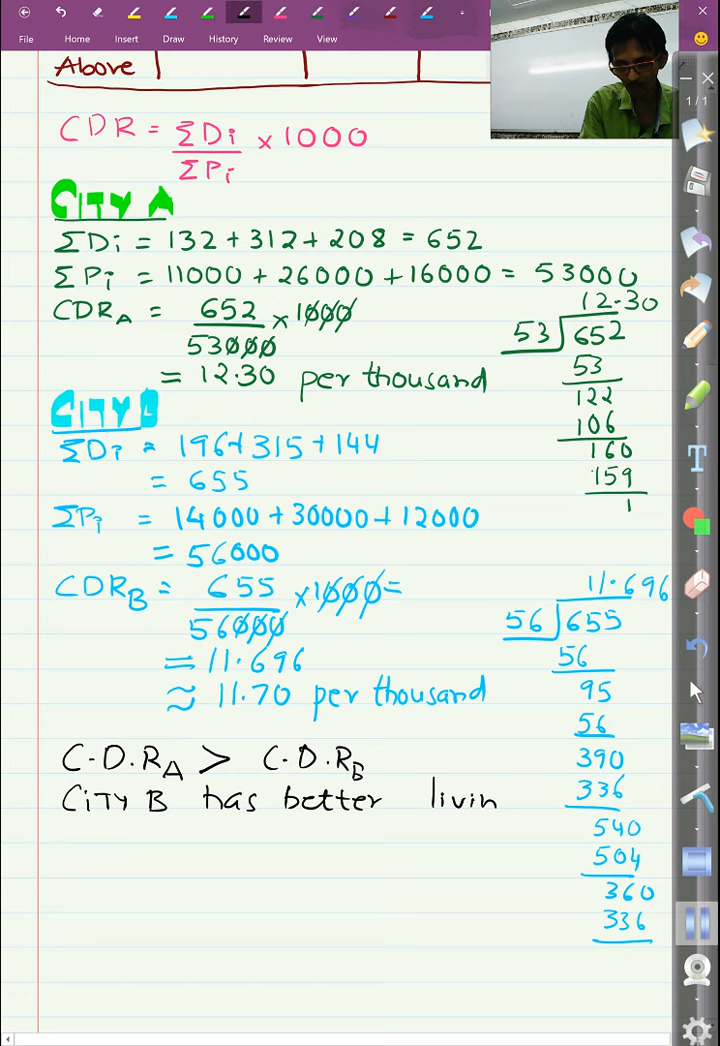 File Home Insert Draw History Review View
Above
1/1
CDR = ΣDi / ΣPi × 1000
CITY A
ΣDi = 132 + 312 + 208 = 652
ΣPi = 11000 + 26000 + 16000 = 53000
CDRA = 652 / 53000 × 1000
= 12.30 per thousand
12.30
53 652
53
122
106
160
159
1
CITY B
ΣDi = 196 + 315 + 144
= 655
ΣPi = 14000 + 30000 + 12000
= 56000
CDRB = 655 / 56000 × 1000 =
= 11.696
≈ 11.70 per thousand
11.696
56 655
56
95
56
390
336
540
504
360
336
C.D.RA > C.D.RB
CITY B has better livin
T